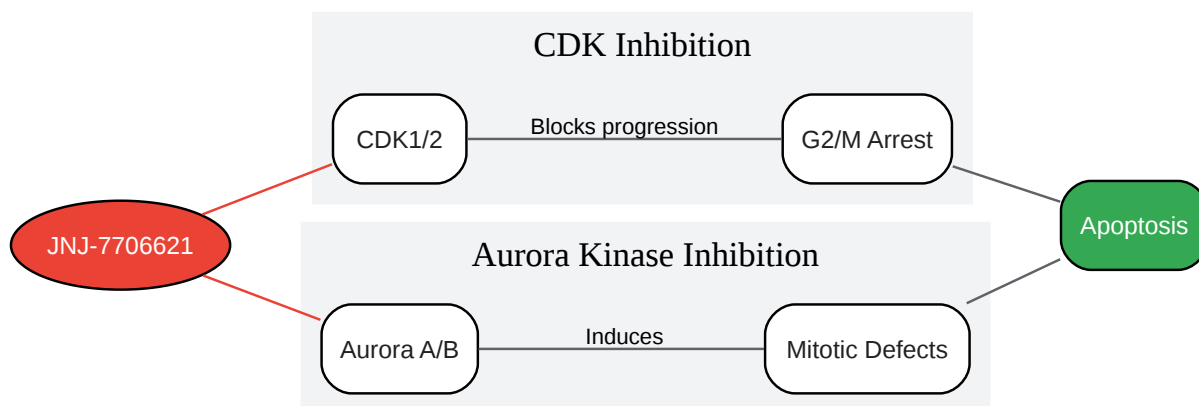 CDK Inhibition
CDK1/2
Blocks progression
G2/M Arrest
JNJ-7706621
Apoptosis
Aurora Kinase Inhibition
Aurora A/B
Induces
Mitotic Defects